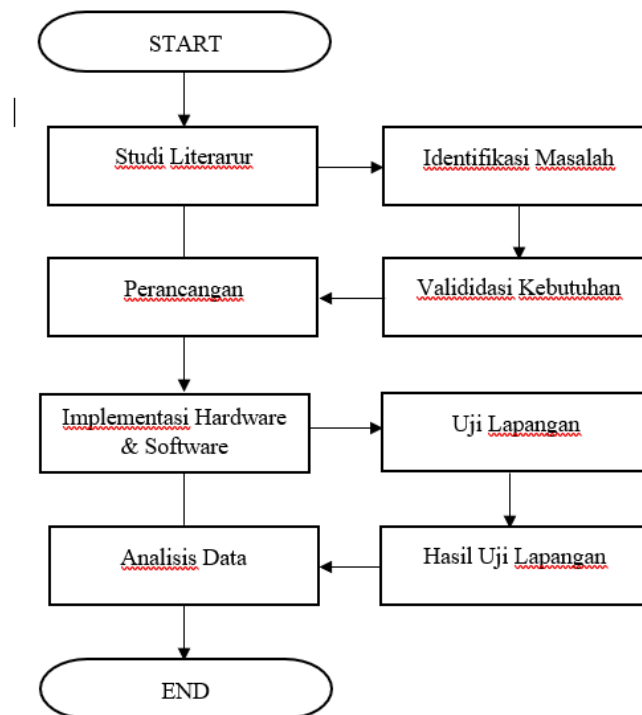 START
Studi Literarur
Identifikasi Masalah
Perancangan
Valididasi Kebutuhan
Implementasi Hardware
& Software
Uji Lapangan
Analisis Data
Hasil Uji Lapangan
END